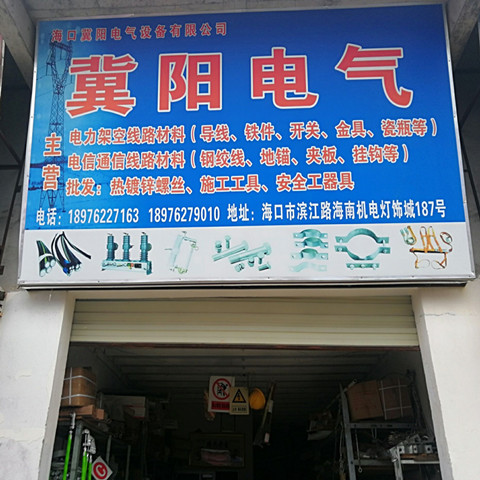 海口冀阳电气设备有限公司
冀阳电气
主营
电力架空线路材料（导线、铁件、开关、金具、瓷瓶等）
电信通信线路材料（钢绞线、地锚、夹板、挂钩等）
批发：热镀锌螺丝、施工工具、安全工器具
电话：18976227163 18976279010 地址：海口市滨江路海南机电灯饰城187号